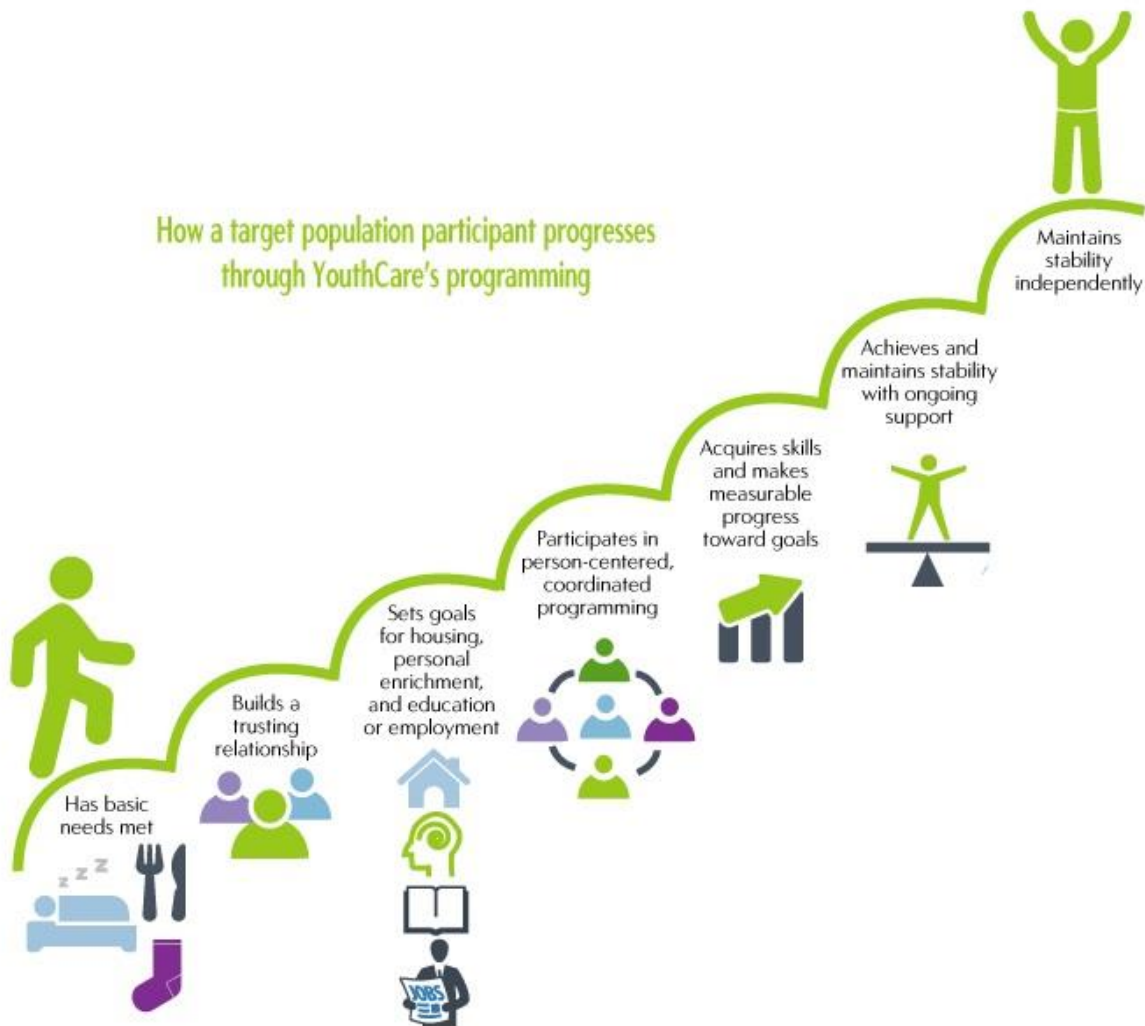 How a target population participant progresses
through YouthCare's programming
Has basic
needs met
z z z
Builds a
trusting
relationship
Sets goals
for housing,
personal
enrichment,
and education
or employment
JOBS
Participates in
person-centered,
coordinated
programming
Acquires skills
and makes
measurable
progress
toward goals
Achieves and
maintains stability
with ongoing
support
Maintains
stability
independently